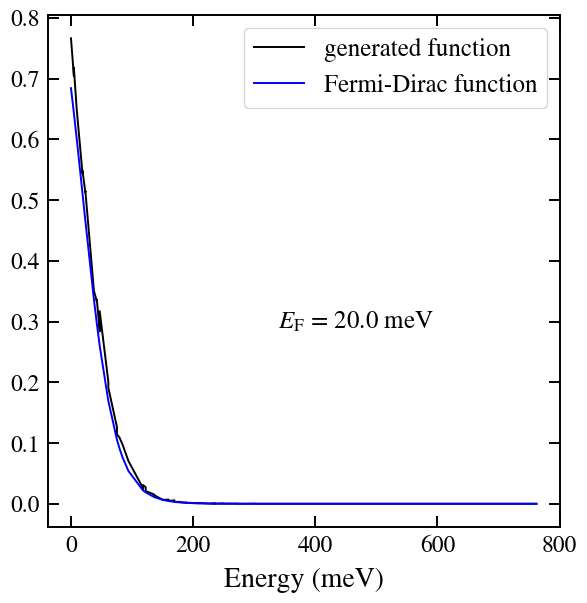 0.8
generated function
Fermi-Dirac function
0.7
0.6
0.5
0.4
0.3
E_F = 20.0 meV
0.2
0.1
0.0
0 200 400 600 800
Energy (meV)